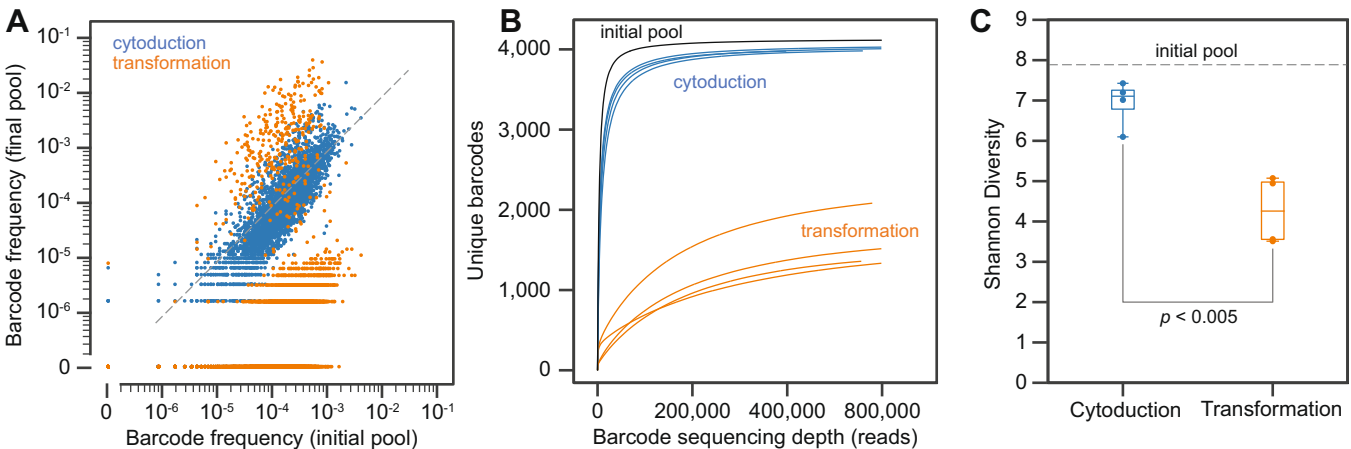 A
cytoduction
transformation
Barcode frequency (final pool)
10⁻¹
10⁻²
10⁻³
10⁻⁴
10⁻⁵
10⁻⁶
0
0 10⁻⁶ 10⁻⁵ 10⁻⁴ 10⁻³ 10⁻² 10⁻¹
Barcode frequency (initial pool)
B
initial pool
cytoduction
transformation
Unique barcodes
4,000
3,000
2,000
1,000
0
0 200,000 400,000 800,000
Barcode sequencing depth (reads)
C
initial pool
p < 0.005
Shannon Diversity
9
8
7
6
5
4
3
2
1
0
Cytoduction Transformation